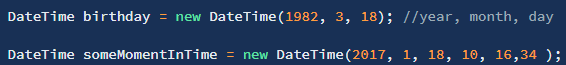 DateTime birthday = new DateTime(1982, 3, 18); //year, month, day
DateTime someMomentInTime = new DateTime(2017, 1, 18, 10, 16,34 );